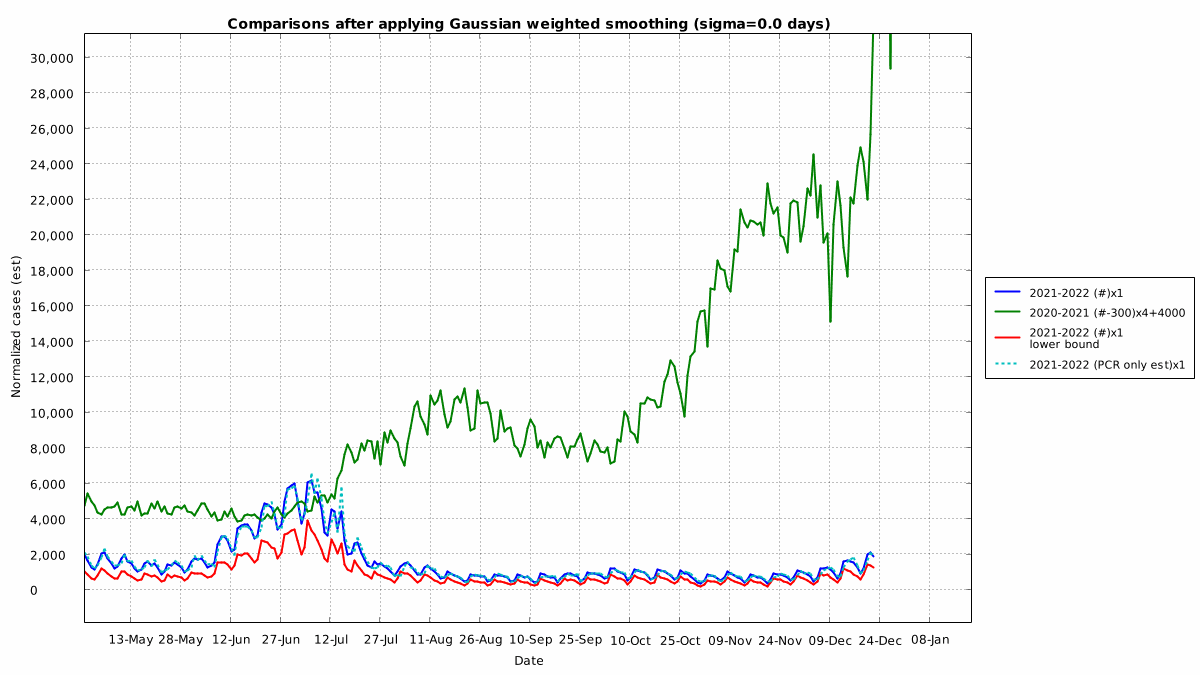 Comparisons after applying Gaussian weighted smoothing (sigma=0.0 days)
Normalized cases (est)
30,000
28,000
26,000
24,000
22,000
20,000
18,000
16,000
14,000
12,000
10,000
8,000
6,000
4,000
2,000
0
13-May 28-May 12-Jun 27-Jun 12-Jul 27-Jul 11-Aug 26-Aug 10-Sep 25-Sep 10-Oct 25-Oct 09-Nov 24-Nov 09-Dec 24-Dec 08-Jan
Date
2021-2022 (#)x1
2020-2021 (#-300)x4+4000
2021-2022 (#)x1
lower bound
2021-2022 (PCR only est)x1